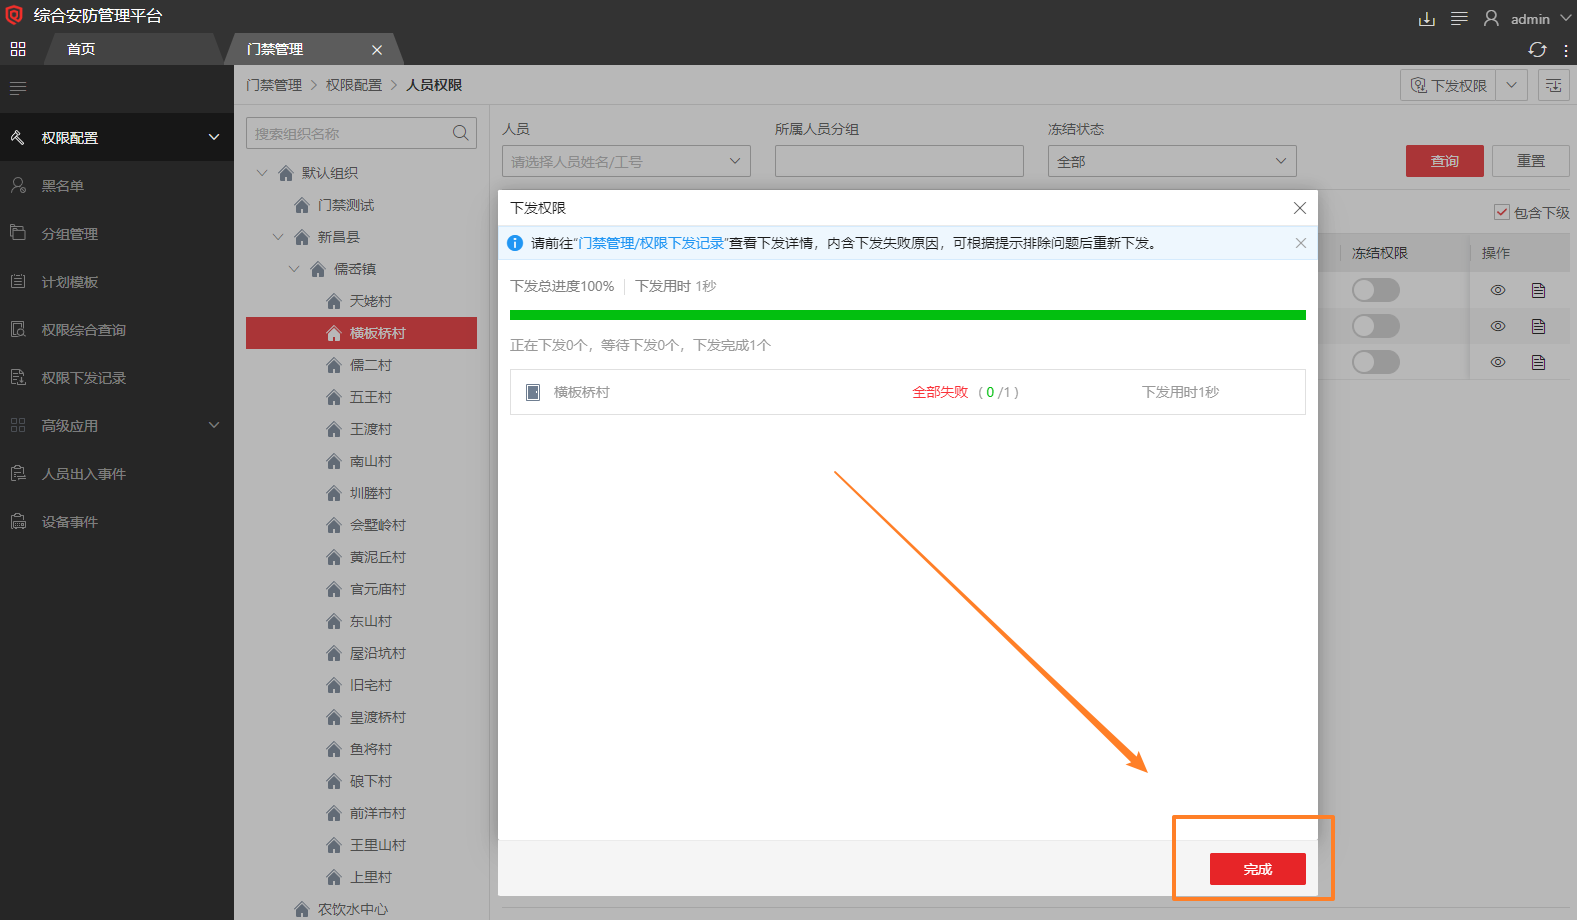 综合安防管理平台
admin
首页
门禁管理
门禁管理 > 权限配置 > 人员权限
下发权限
权限配置
黑名单
分组管理
计划模板
权限综合查询
权限下发记录
高级应用
人员出入事件
设备事件
搜索组织名称
默认组织
门禁测试
新昌县
儒岙镇
天姥村
横板桥村
儒二村
五王村
王渡村
南山村
圳塍村
会墅岭村
黄泥丘村
官元庙村
东山村
屋沿坑村
旧宅村
皇渡桥村
鱼将村
硠下村
前洋市村
王里山村
上里村
农饮水中心
人员
所属人员分组
冻结状态
请选择人员姓名/工号
全部
查询
重置
包含下级
冻结权限
操作
下发权限
请前往“门禁管理/权限下发记录”查看下发详情，内含下发失败原因，可根据提示排除问题后重新下发。
下发总进度100%
下发用时 1秒
正在下发0个，等待下发0个，下发完成1个
横板桥村
全部失败 ( 0 /1 )
下发用时1秒
完成